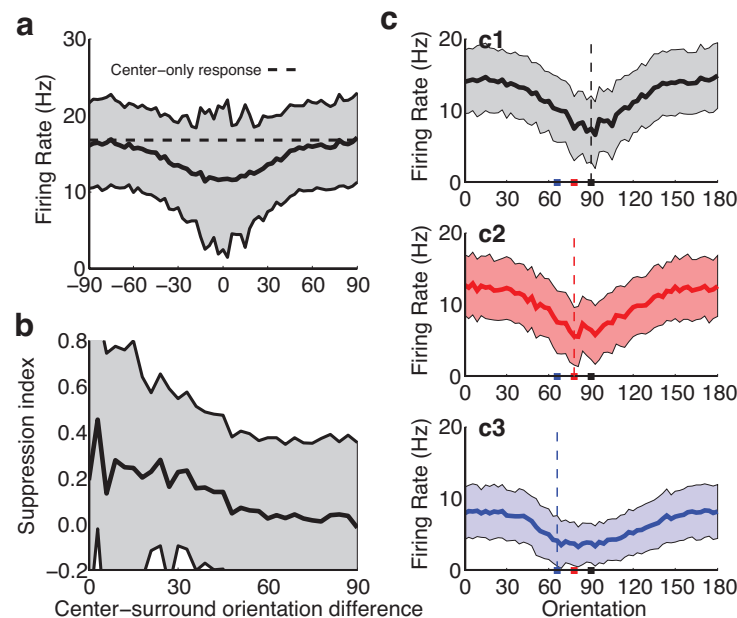 a
30
20
10
0
Firing Rate (Hz)
Center−only response
−90 −60 −30 0 30 60 90
b
0.8
0.6
0.4
0.2
0.0
−0.2
Suppression index
0 30 60 90
Center−surround orientation difference
c
c1
20
10
0
Firing Rate (Hz)
0 30 60 90 120 150 180
c2
20
10
0
Firing Rate (Hz)
0 30 60 90 120 150 180
c3
20
10
0
Firing Rate (Hz)
0 30 60 90 120 150 180
Orientation